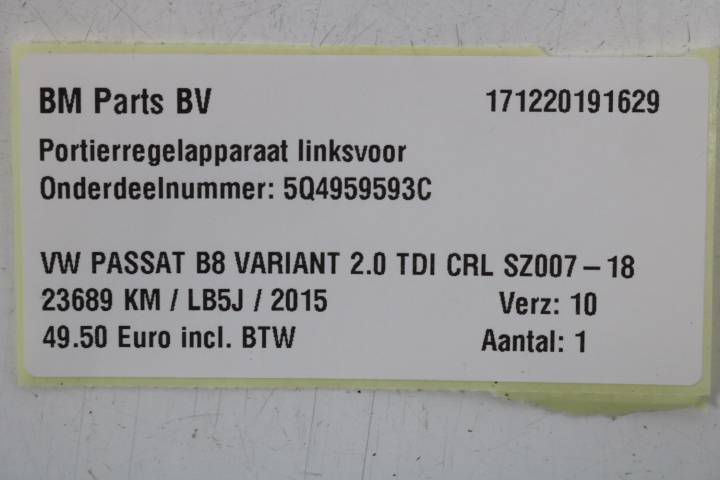 BM Parts BV 171220191629
Portierregelapparaat linksvoor
Onderdeelnummer: 5Q4959593C
VW PASSAT B8 VARIANT 2.0 TDI CRL SZ007-18
23689 KM / LB5J / 2015 Verz: 10
49.50 Euro incl. BTW Aantal: 1